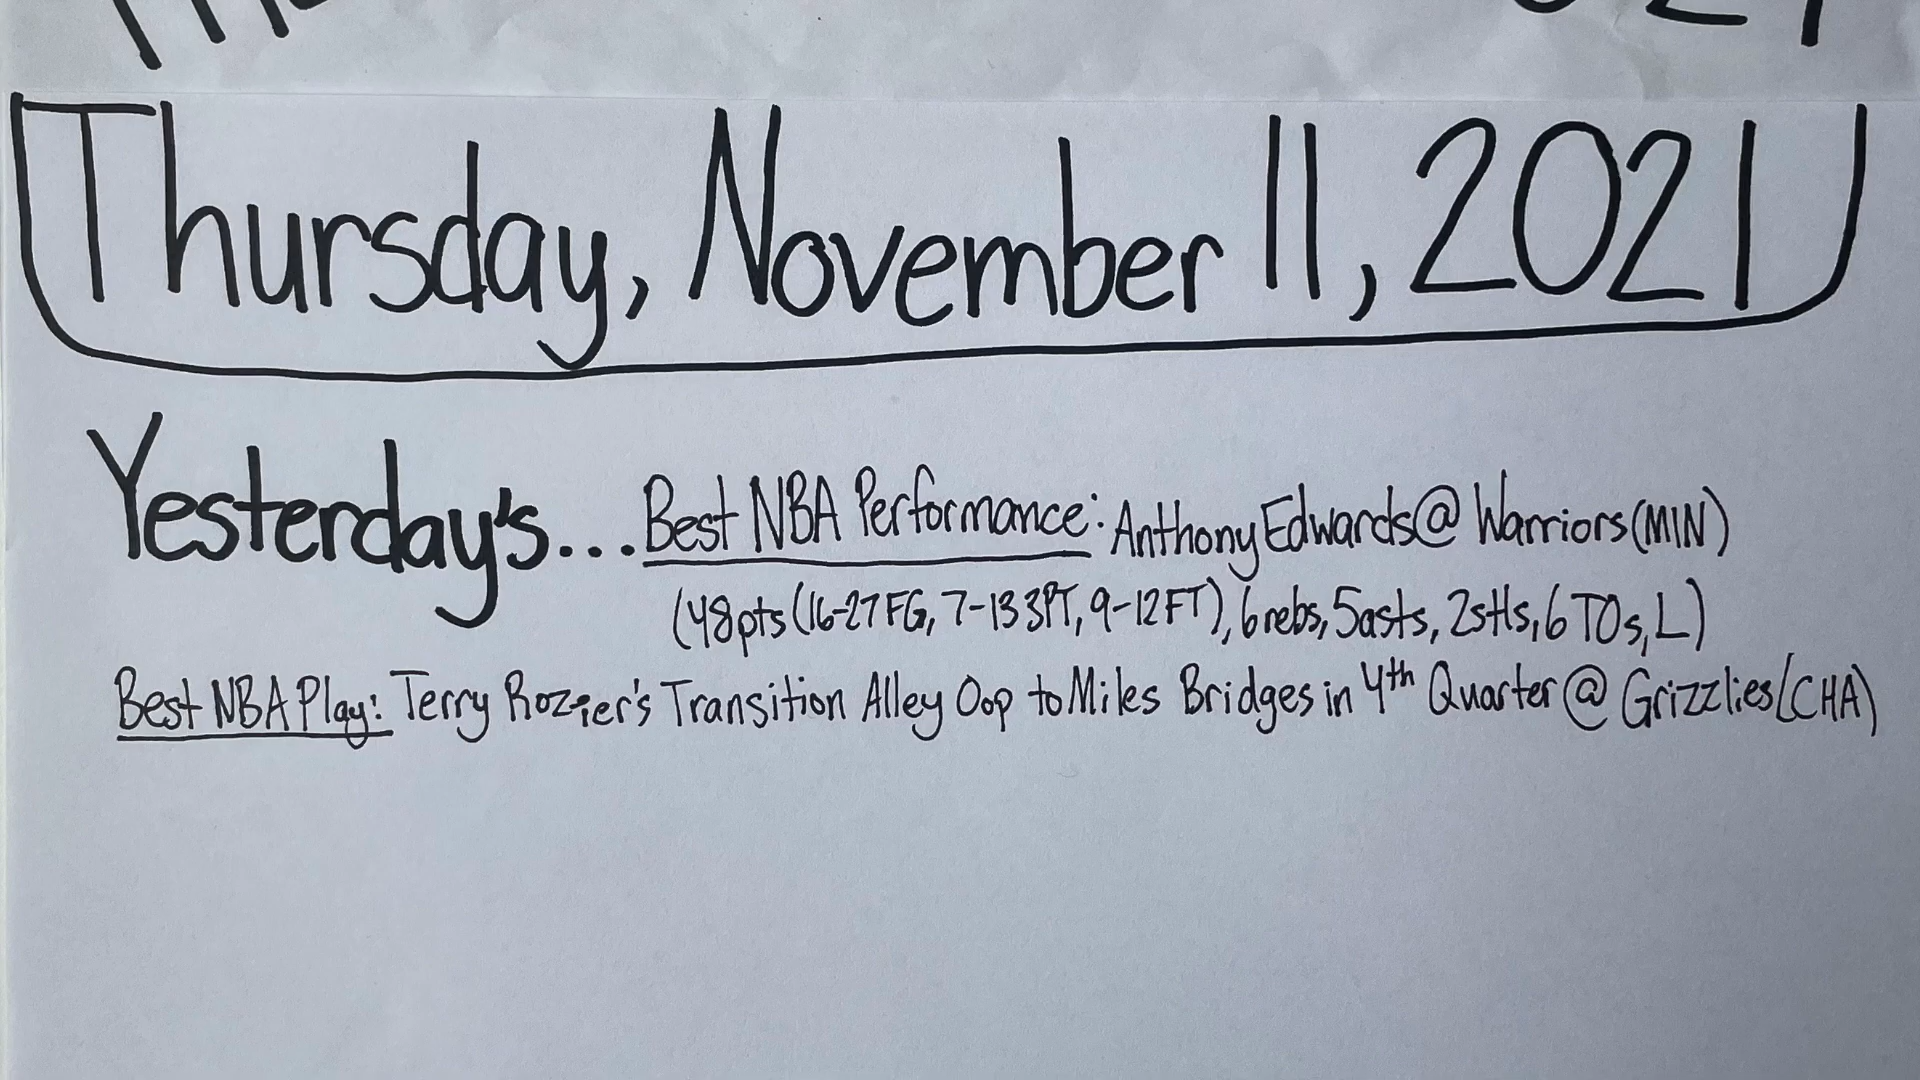 Thursday, November 11, 2021
Yesterday's... Best NBA Performance: Anthony Edwards @ Warriors (MIN)
(48pts (16-27 FG, 7-13 3PT, 9-12 FT), 6 rebs, 5 asts, 2 stls, 6 TOs, L)
Best NBA Play: Terry Rozier's Transition Alley Oop to Miles Bridges in 4th Quarter @ Grizzlies (CHA)